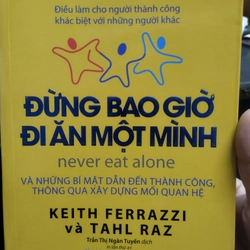 Điều làm cho người thành công
khác biệt với những người khác
ĐỪNG BAO GIỜ
ĐI ĂN MỘT MÌNH
never eat alone
VÀ NHỮNG BÍ MẬT DẪN ĐẾN THÀNH CÔNG,
THÔNG QUA XÂY DỰNG MỐI QUAN HỆ
KEITH FERRAZZI
và TAHL RAZ
Trần Thị Ngân Tuyến dịch